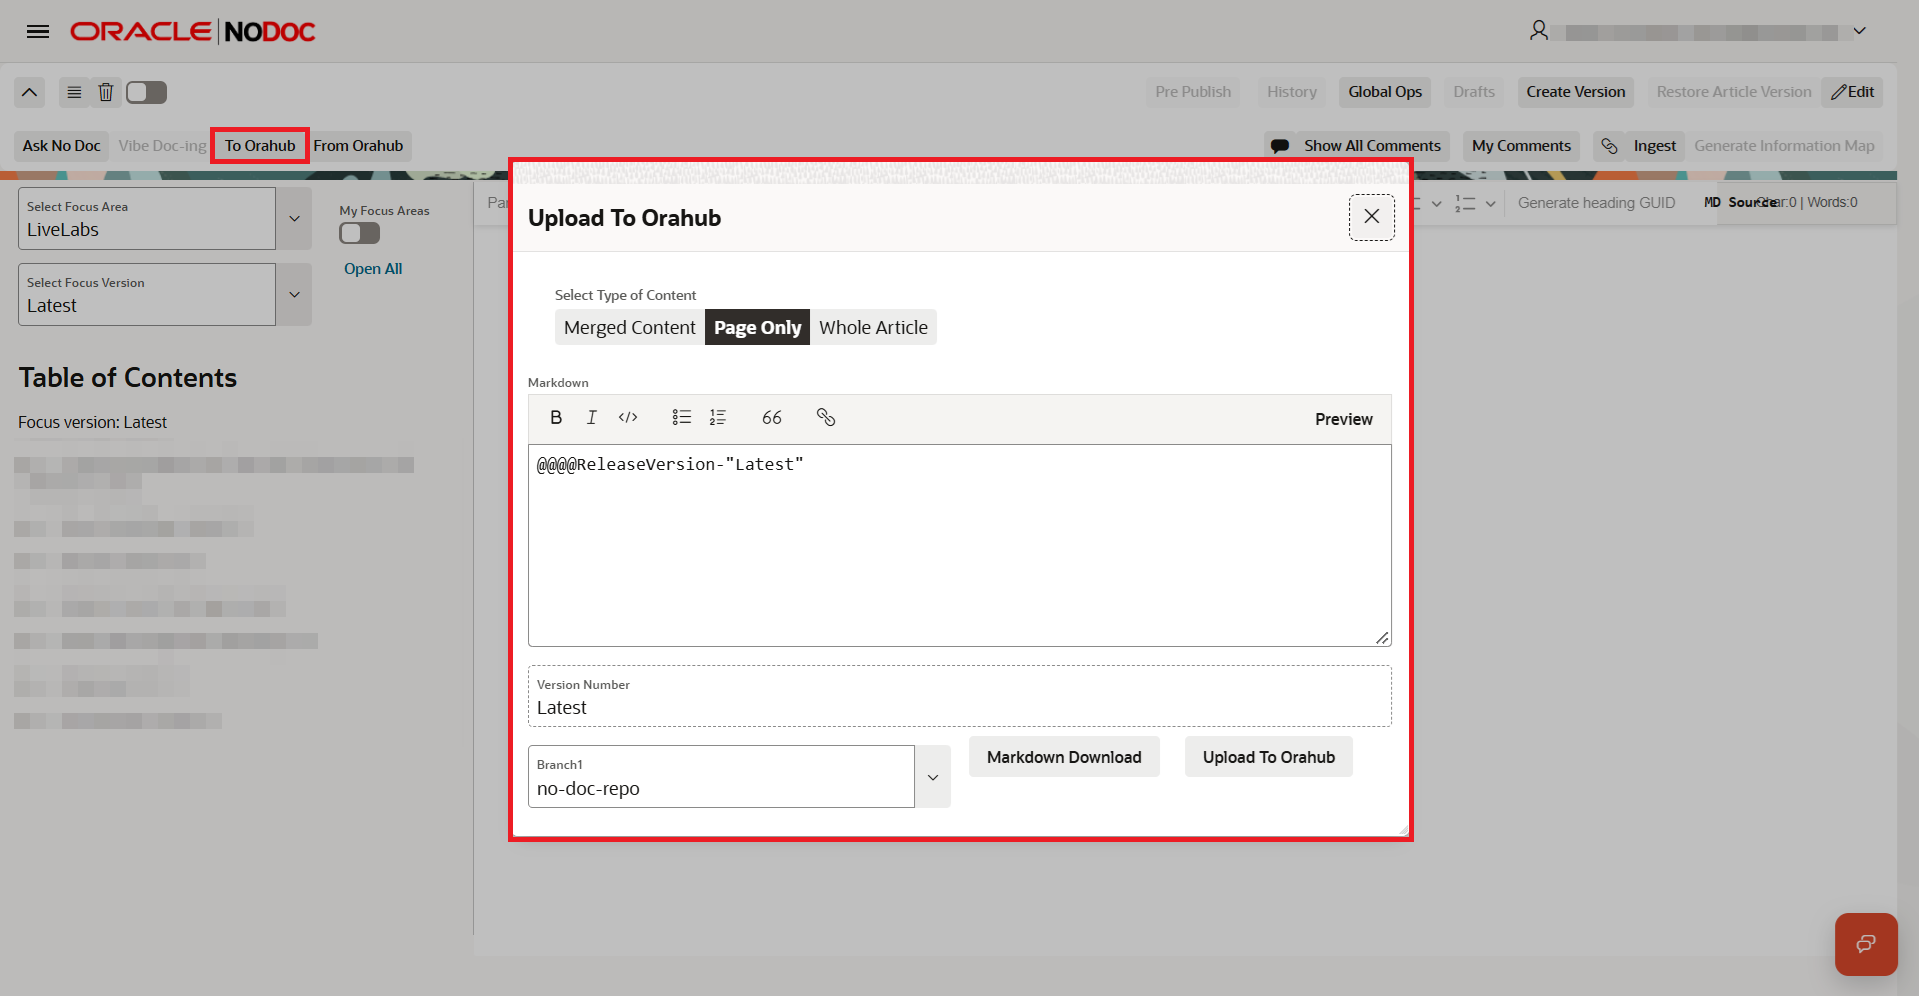 ORACLE NODOC
Pre Publish History Global Ops Drafts Create Version Restore Article Version Edit
Ask No Doc Vibe Doc-ing To Orahub From Orahub Show All Comments My Comments Ingest Generate Information Map
Select Focus Area
LiveLabs
My Focus Areas
Select Focus Version
Latest
Open All
Table of Contents
Focus version: Latest
Generate heading GUID MD Source Char:0 | Words:0
Upload To Orahub
Select Type of Content
Merged Content Page Only Whole Article
Markdown
B I </> 66 Preview
@@@@ReleaseVersion-"Latest"
Version Number
Latest
Branch1
no-doc-repo
Markdown Download Upload To Orahub